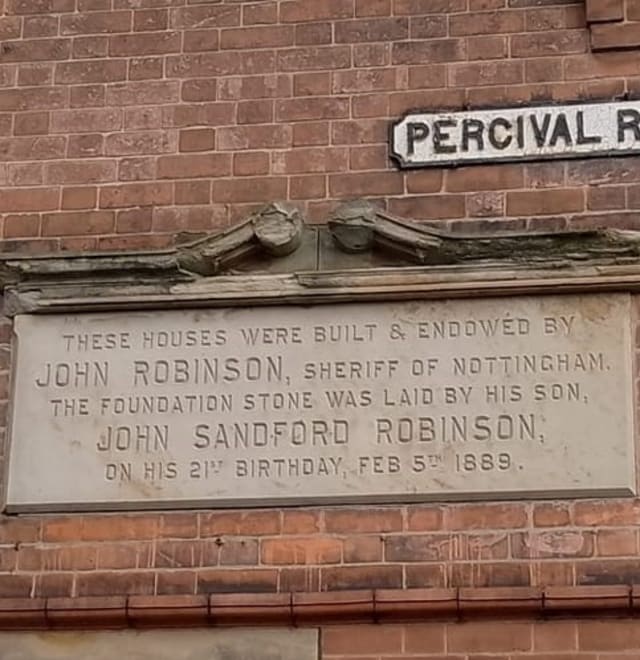 PERCIVAL R
THESE HOUSES WERE BUILT & ENDOWED BY
JOHN ROBINSON, SHERIFF OF NOTTINGHAM.
THE FOUNDATION STONE WAS LAID BY HIS SON,
JOHN SANDFORD ROBINSON,
ON HIS 21ST BIRTHDAY, FEB 5TH 1889.